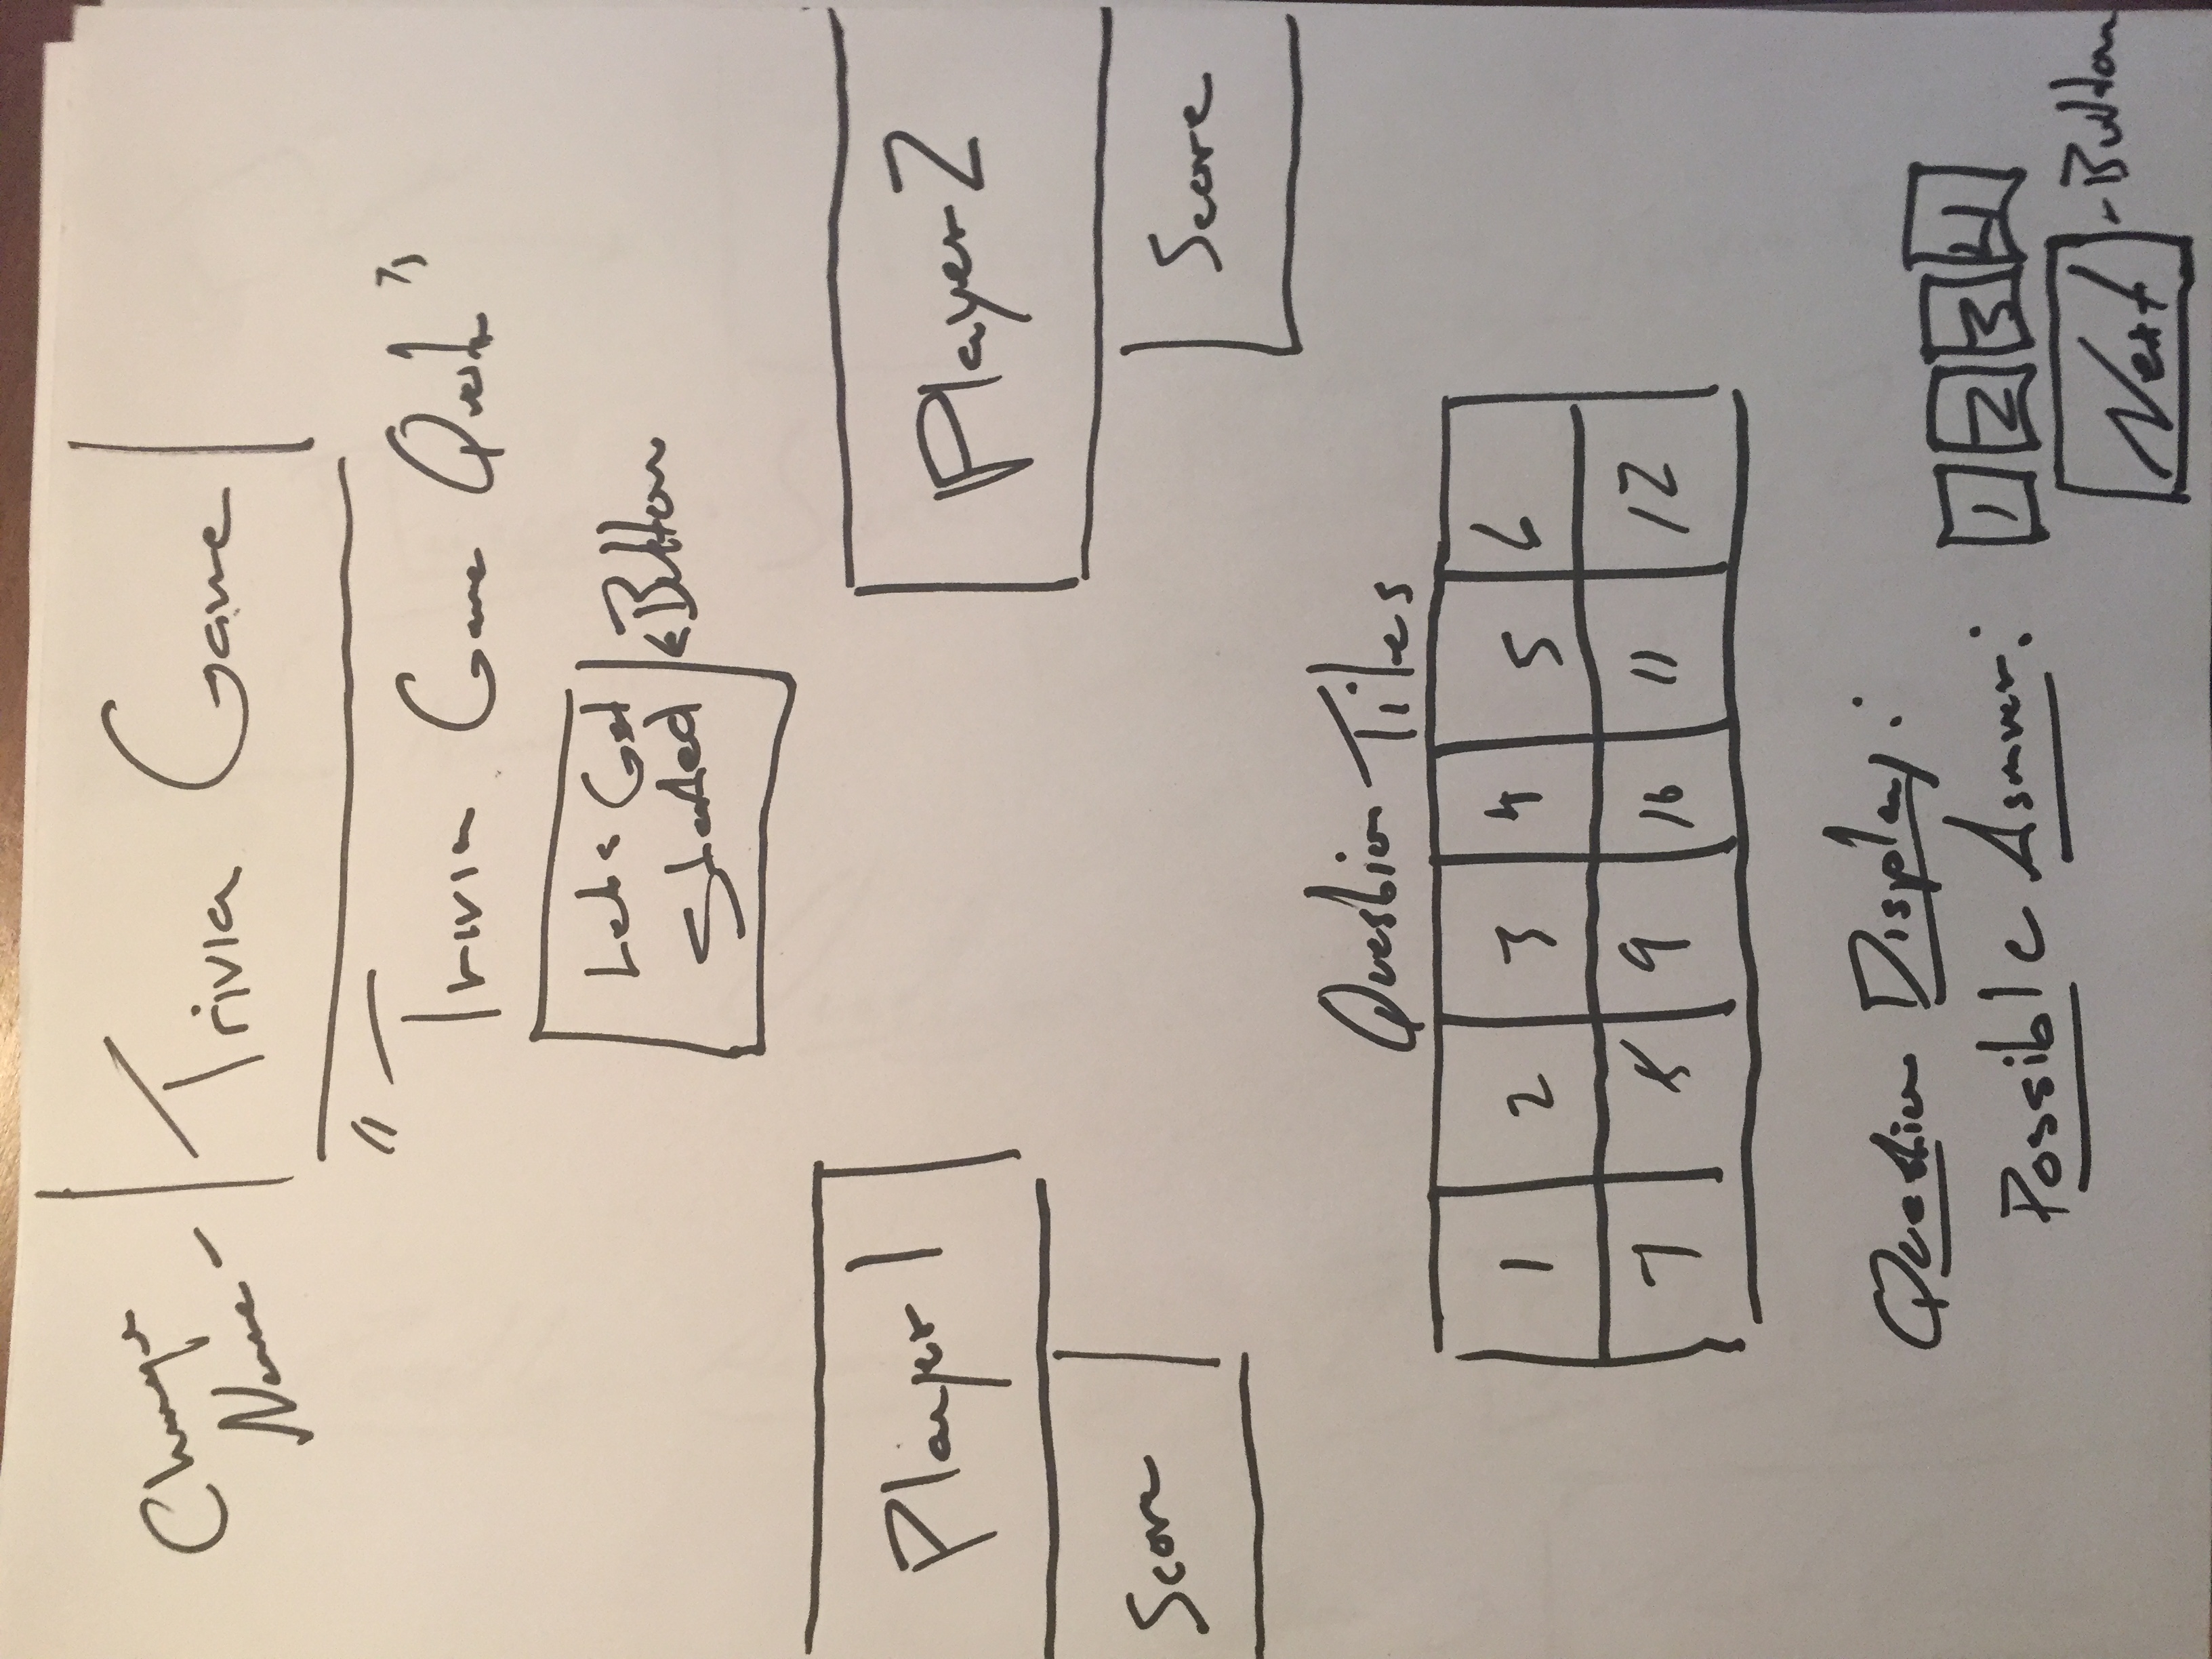 Change
Name -
Trivia Game
"Trivia Game Quest"
Lets Get
Started
<Button
Player 1
Player 2
Score
Score
Question Tiles
1 2 3 4 5 6
7 8 9 10 11 12
Question Display:
Possible Asnwer:
1 2 3 4
Next
- Button